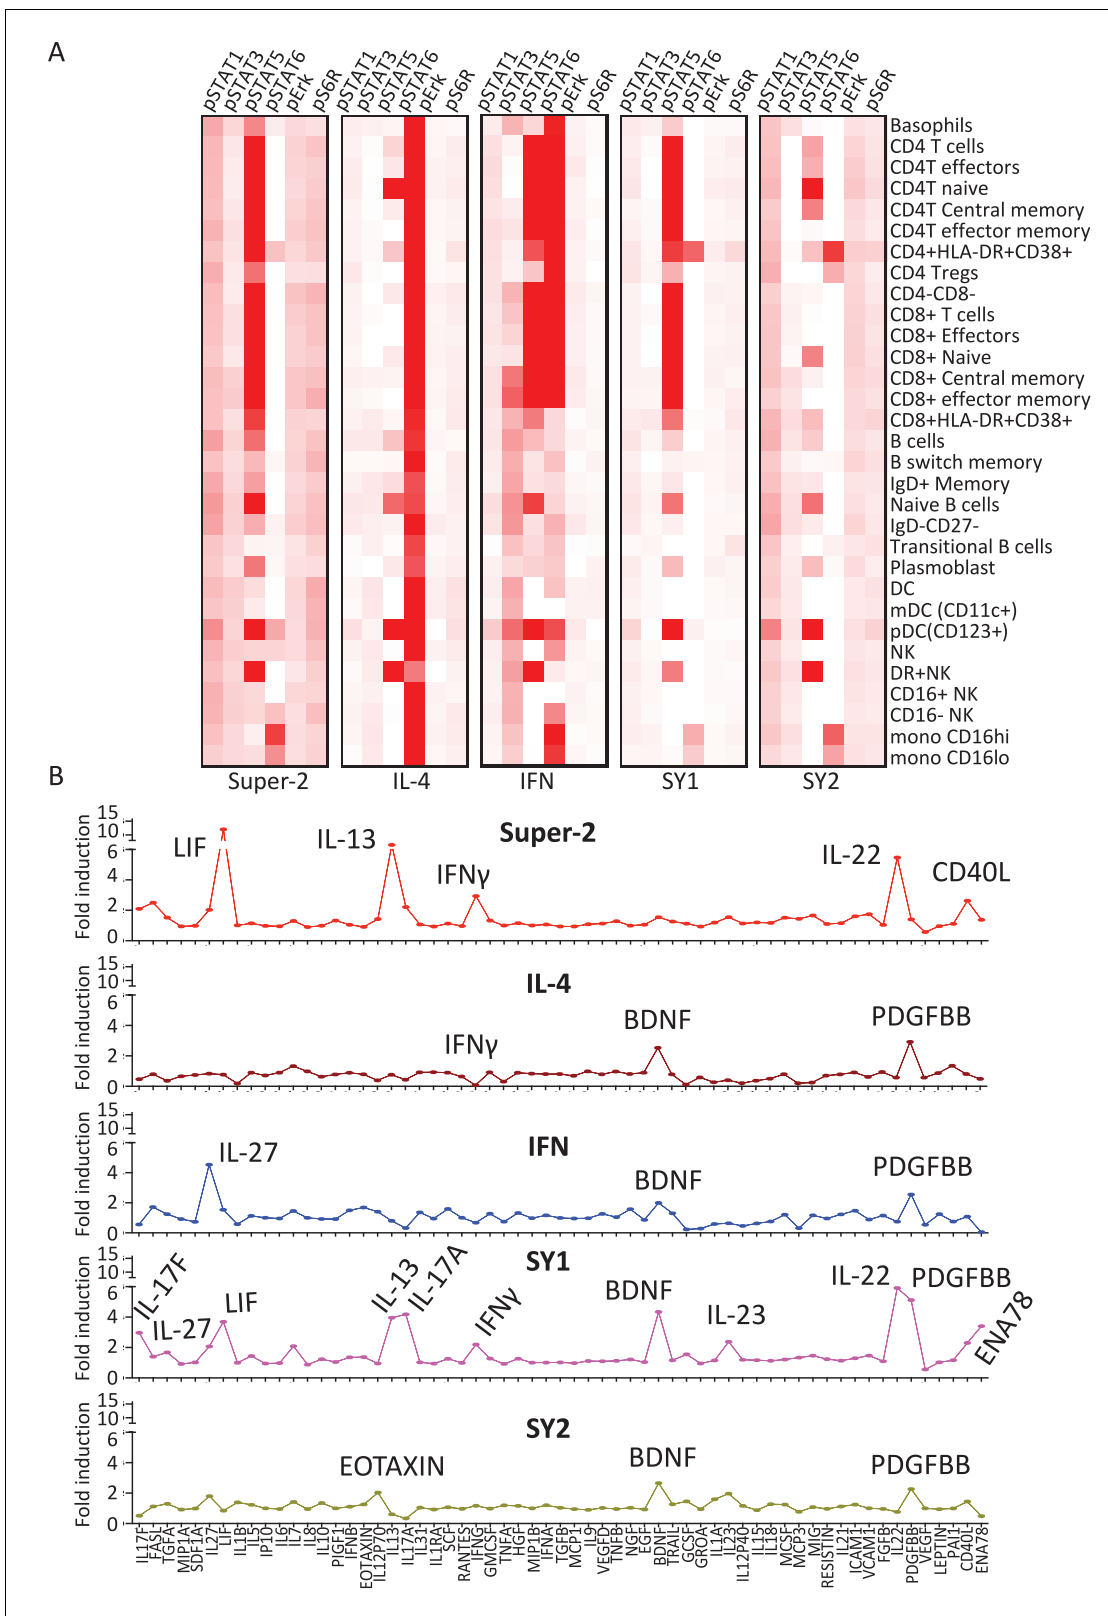 A
pSTAT1 pSTAT3 pSTAT5 pSTAT6 pErk pS6R pSTAT1 pSTAT3 pSTAT5 pSTAT6 pErk pS6R pSTAT1 pSTAT3 pSTAT5 pSTAT6 pErk pS6R pSTAT1 pSTAT3 pSTAT5 pSTAT6 pErk pS6R pSTAT1 pSTAT3 pSTAT5 pSTAT6 pErk pS6R
Basophils
CD4 T cells
CD4T effectors
CD4T naive
CD4T Central memory
CD4T effector memory
CD4+HLA-DR+CD38+
CD4 Tregs
CD4-CD8-
CD8+ T cells
CD8+ Effectors
CD8+ Naive
CD8+ Central memory
CD8+ effector memory
CD8+HLA-DR+CD38+
B cells
B switch memory
IgD+ Memory
Naive B cells
IgD-CD27-
Transitional B cells
Plasmoblast
DC
mDC (CD11c+)
pDC(CD123+)
NK
DR+NK
CD16+ NK
CD16- NK
mono CD16hi
mono CD16lo
Super-2 IL-4 IFN SY1 SY2
B
Fold induction
15
10
6
4
2
0
Super-2
LIF
IL-13
IFNγ
IL-22
CD40L
Fold induction
15
10
6
4
2
0
IL-4
IFNγ
BDNF
PDGFBB
Fold induction
15
10
6
4
2
0
IFN
IL-27
BDNF
PDGFBB
Fold induction
15
10
6
4
2
0
SY1
IL-17F
IL-27
LIF
IL-13
IL-17A
IFNγ
BDNF
IL-23
IL-22
PDGFBB
ENA78
Fold induction
15
10
6
4
2
0
SY2
EOTAXIN
BDNF
PDGFBB
IL17F
FASL
TGFA
MIP1A
SDF1A
IL27
LIF
IL1B
IL5
IP10
IL6
IL7
IL8
IL10
PIGF1
IFNB
EOTAXIN
IL12P70
IL13
IL17A
IL31
IL1RA
SCF
RANTES
IFNG
GMCSF
TNFA
HGF
MIP1B
IFNA
TGFB
MCP1
IL9
VEGFD
TNFB
NGF
EGF
BDNF
TRAIL
GCSF
GROA
IL1A
IL23
IL12P40
IL15
IL18
MCSF
MCP3
MIG
RESISTIN
IL21
ICAM1
VCAM1
FGFB
IL22
PDGFBB
VEGF
LEPTIN
PAI1
CD40L
ENA78